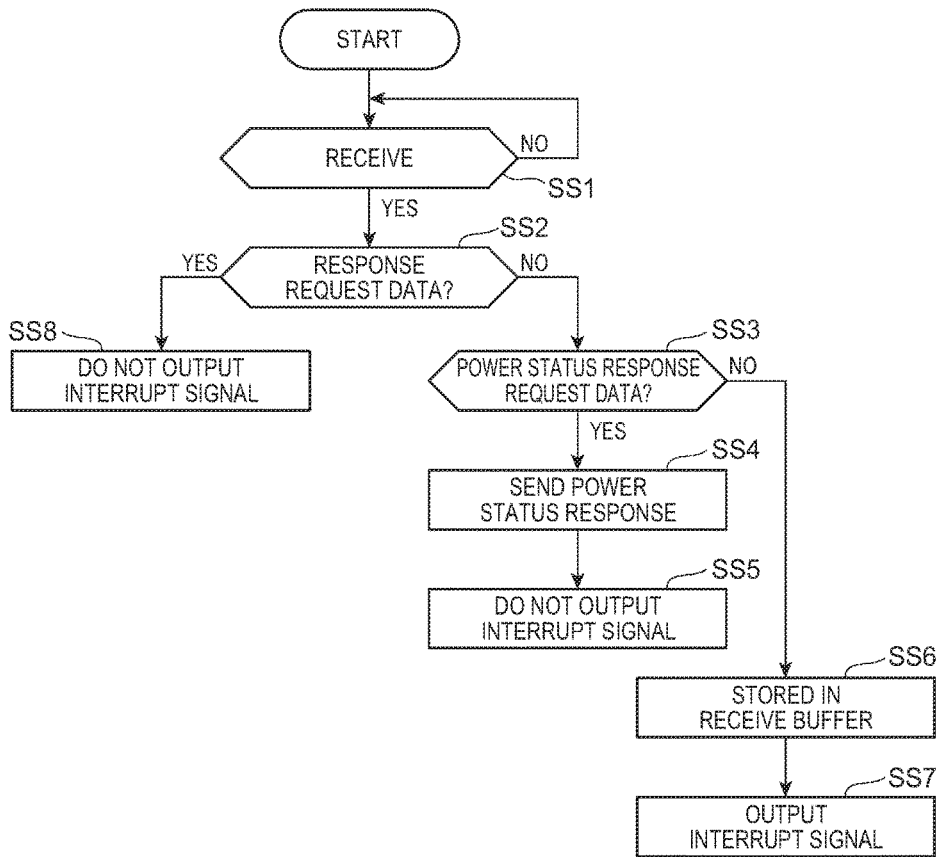 START
RECEIVE
NO
SS1
YES
SS2
YES
RESPONSE
REQUEST DATA?
NO
SS8
DO NOT OUTPUT
INTERRUPT SIGNAL
SS3
POWER STATUS RESPONSE
REQUEST DATA?
NO
YES
SS4
SEND POWER
STATUS RESPONSE
SS5
DO NOT OUTPUT
INTERRUPT SIGNAL
SS6
STORED IN
RECEIVE BUFFER
SS7
OUTPUT
INTERRUPT SIGNAL